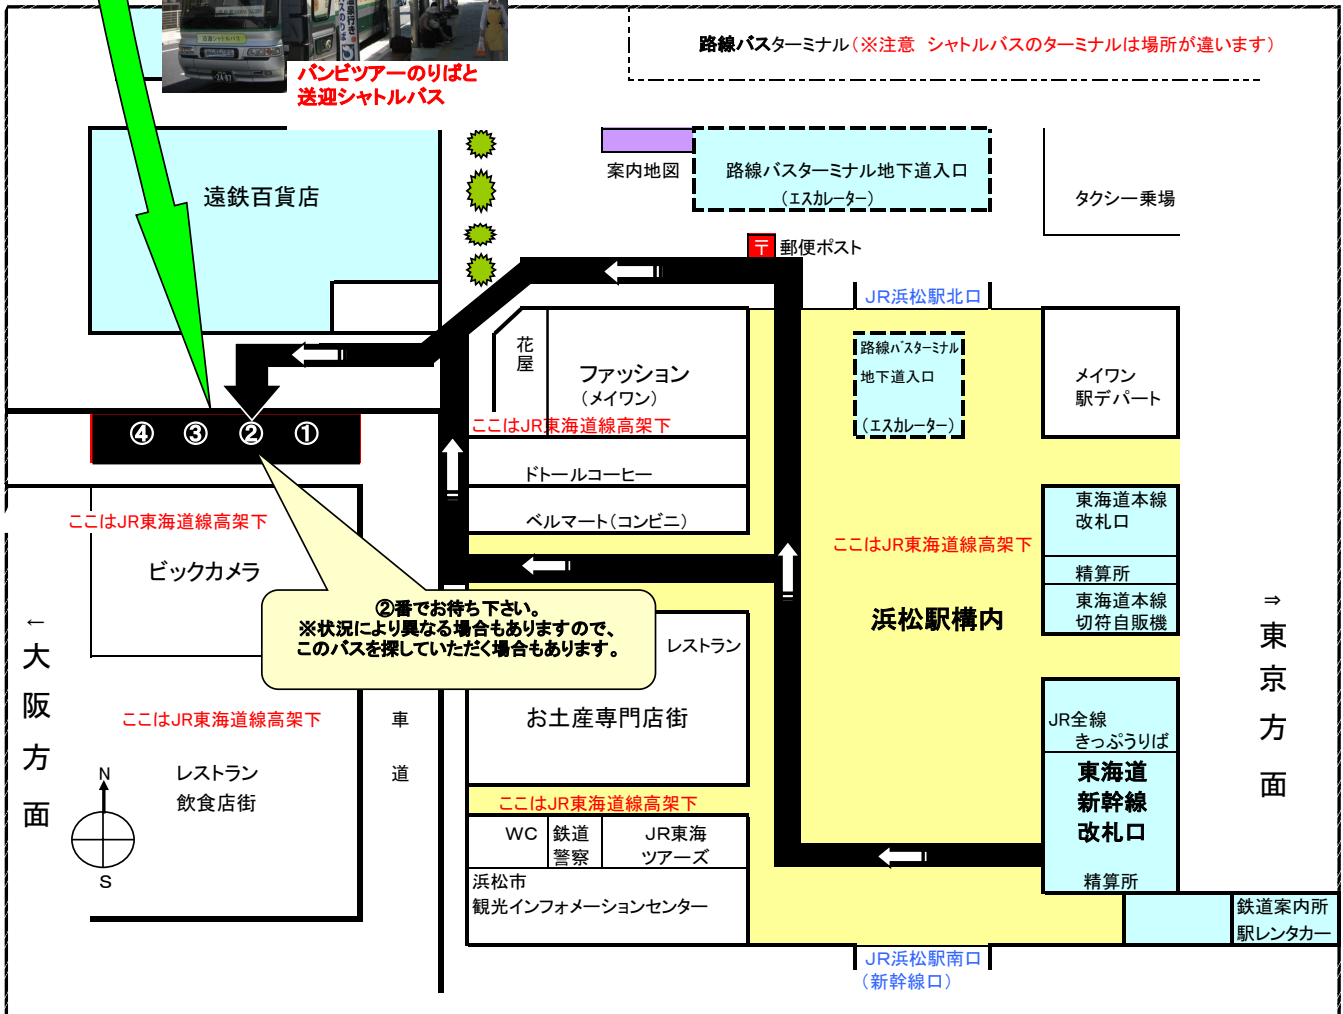 送迎シャトルバス
24-87
バンビツアーのりばと
送迎シャトルバス
路線バスターミナル(※注意 シャトルバスのターミナルは場所が違います)
遠鉄百貨店
案内地図
路線バスターミナル地下道入口
(エスカレーター)
タクシー乗場
〒 郵便ポスト
JR浜松駅北口
花屋
ファッション
(メイワン)
ここはJR東海道線高架下
路線バスターミナル
地下道入口
(エスカレーター)
メイワン
駅デパート
④ ③ ② ①
ドトールコーヒー
ベルマート(コンビニ)
ここはJR東海道線高架下
ビックカメラ
ここはJR東海道線高架下
浜松駅構内
東海道本線
改札口
精算所
東海道本線
切符自販機
②番でお待ち下さい。
※状況により異なる場合もありますので、
このバスを探していただく場合もあります。
←大阪方面
⇒東京方面
レストラン
お土産専門店街
ここはJR東海道線高架下
車道
レストラン
飲食店街
N
S
JR全線
きっぷうりば
東海道
新幹線
改札口
精算所
ここはJR東海道線高架下
WC
鉄道
警察
JR東海
ツアーズ
浜松市
観光インフォメーションセンター
鉄道案内所
駅レンタカー
JR浜松駅南口
(新幹線口)